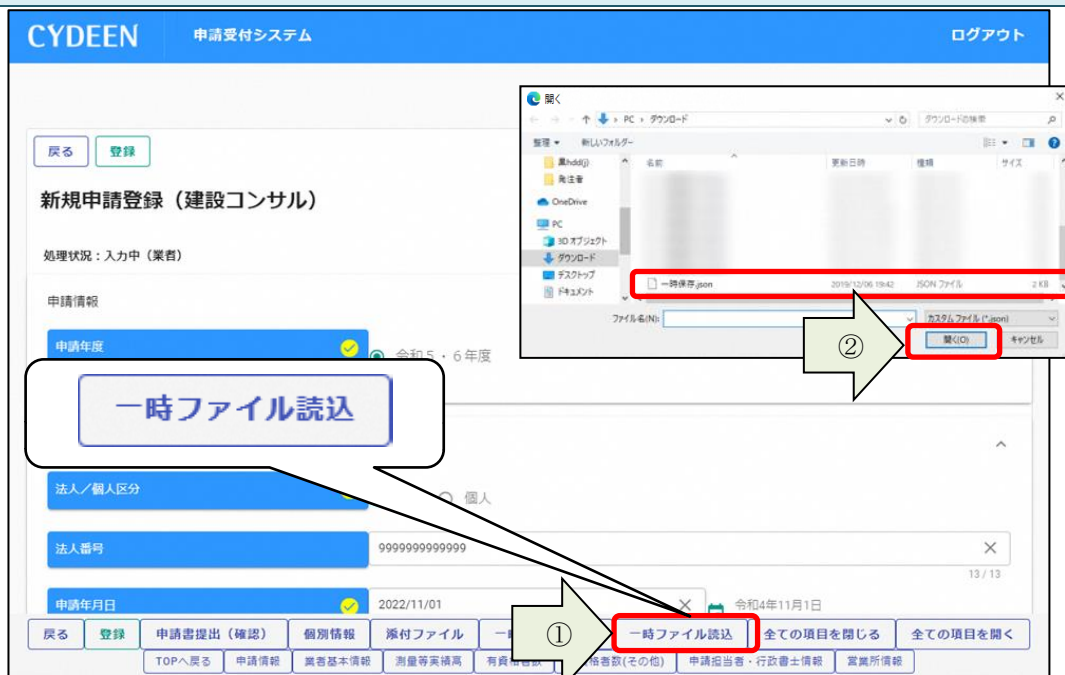 CYDEEN 申請受付システム ログアウト
戻る 登録
新規申請登録（建設コンサル）
処理状況：入力中（業者）
申請情報
申請年度 令和5・6年度
開く
PC › ダウンロード ダウンロードの検索
整理 新しいフォルダー
名前 更新日時 種類 サイズ
発注者
OneDrive
PC
3D オブジェクト
ダウンロード
デスクトップ
ドキュメント
一時保存.json 2019/12/06 19:42 JSON ファイル 2 KB
ファイル名(N): カスタム ファイル (*.json)
開く(O) キャンセル
②
一時ファイル読込
法人／個人区分 個人
法人番号 9999999999999
13 / 13
申請年月日 2022/11/01 令和4年11月1日
戻る 登録 申請書提出（確認） 個別情報 添付ファイル ① 一時ファイル読込 全ての項目を閉じる 全ての項目を開く
TOPへ戻る 申請情報 業者基本情報 測量等実績高 格者数(その他) 申請担当者・行政書士情報 営業所情報